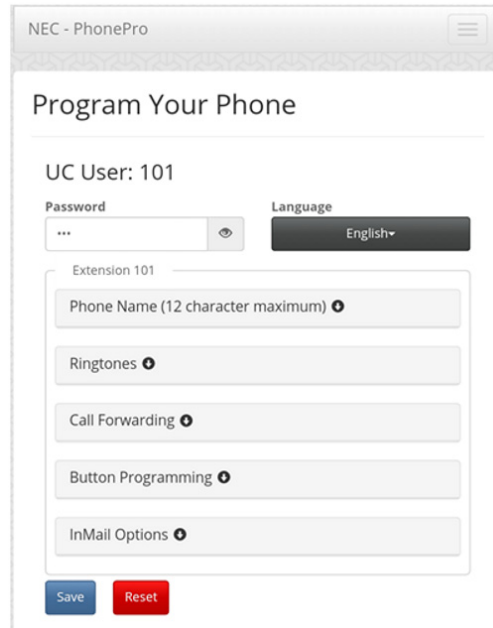 NEC - PhonePro
Program Your Phone
UC User: 101
Password Language
••• English
Extension 101
Phone Name (12 character maximum)
Ringtones
Call Forwarding
Button Programming
InMail Options
Save Reset